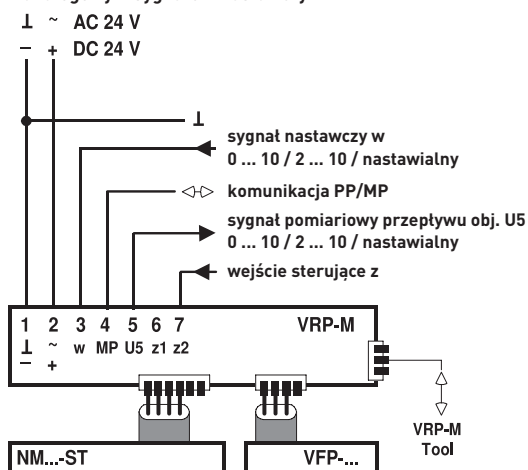 ⊥ ~ AC 24 V
– + DC 24 V
⊥
sygnał nastawczy w
0 ... 10 / 2 ... 10 / nastawialny
komunikacja PP/MP
sygnał pomiarowy przepływu obj. U5
0 ... 10 / 2 ... 10 / nastawialny
wejście sterujące z
1 2 3 4 5 6 7 VRP-M
⊥ ~ w MP U5 z1 z2
– +
VRP-M
Tool
NM...-ST VFP-...